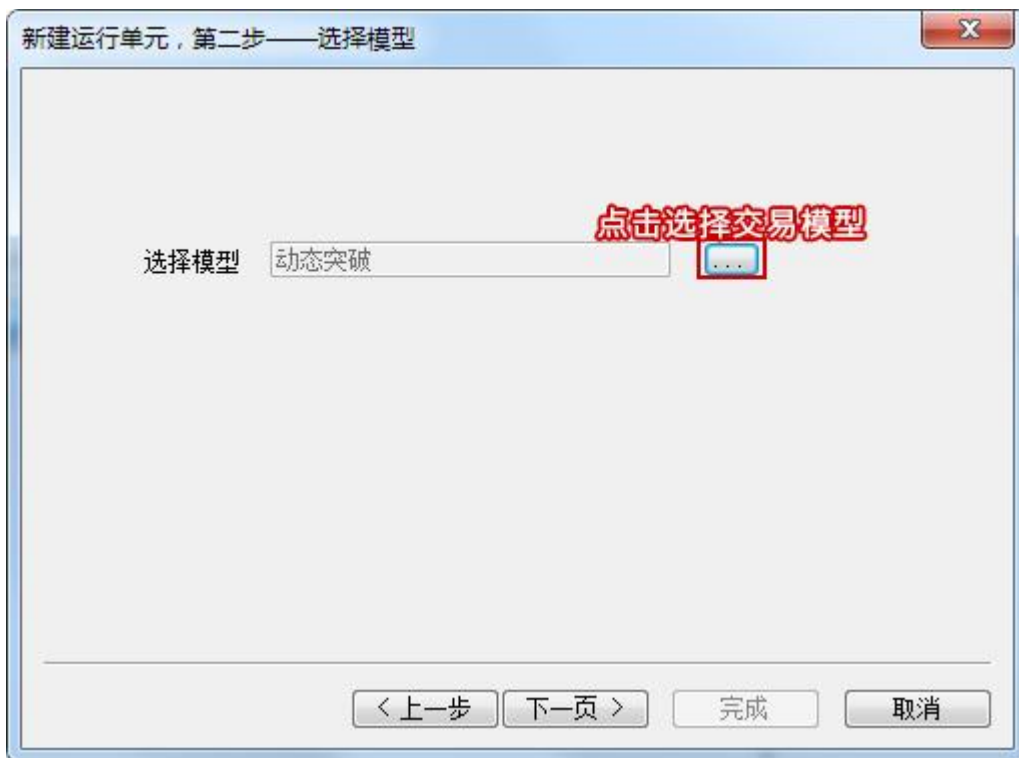 新建运行单元，第二步——选择模型
X
点击选择交易模型
选择模型 动态突破 ...
< 上一步 下一页 > 完成 取消